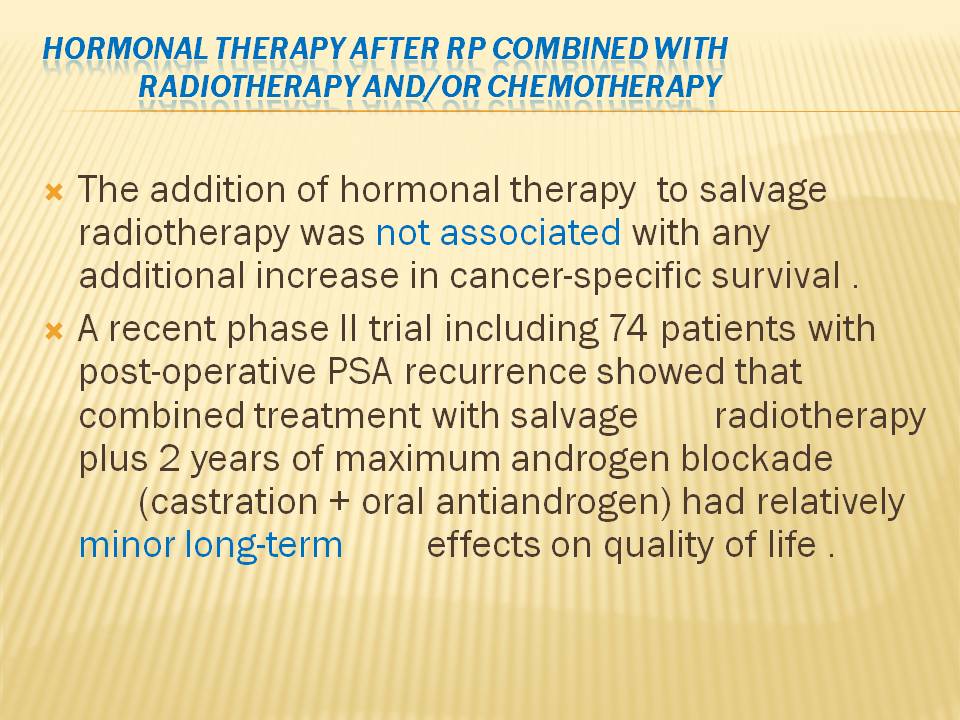 HORMONAL THERAPY AFTER RP COMBINED WITH
RADIOTHERAPY AND/OR CHEMOTHERAPY
The addition of hormonal therapy to salvage
radiotherapy was not associated with any
additional increase in cancer-specific survival .
A recent phase II trial including 74 patients with
post-operative PSA recurrence showed that
combined treatment with salvage radiotherapy
plus 2 years of maximum androgen blockade
(castration + oral antiandrogen) had relatively
minor long-term effects on quality of life .